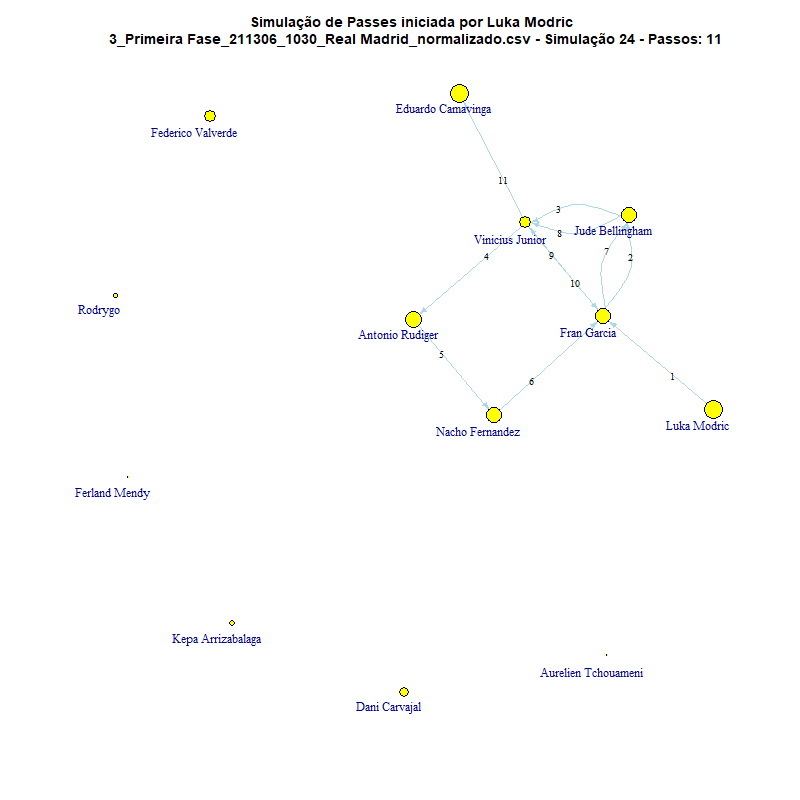 Simulação de Passes iniciada por Luka Modric
3_Primeira Fase_211306_1030_Real Madrid_normalizado.csv - Simulação 24 - Passos: 11
Eduardo Camavinga
Federico Valverde
11
3
Jude Bellingham
8
Vinicius Junior
7
2
9
4
10
Rodrygo
Fran Garcia
Antonio Rudiger
5
1
6
Luka Modric
Nacho Fernandez
Ferland Mendy
Kepa Arrizabalaga
Aurelien Tchouameni
Dani Carvajal